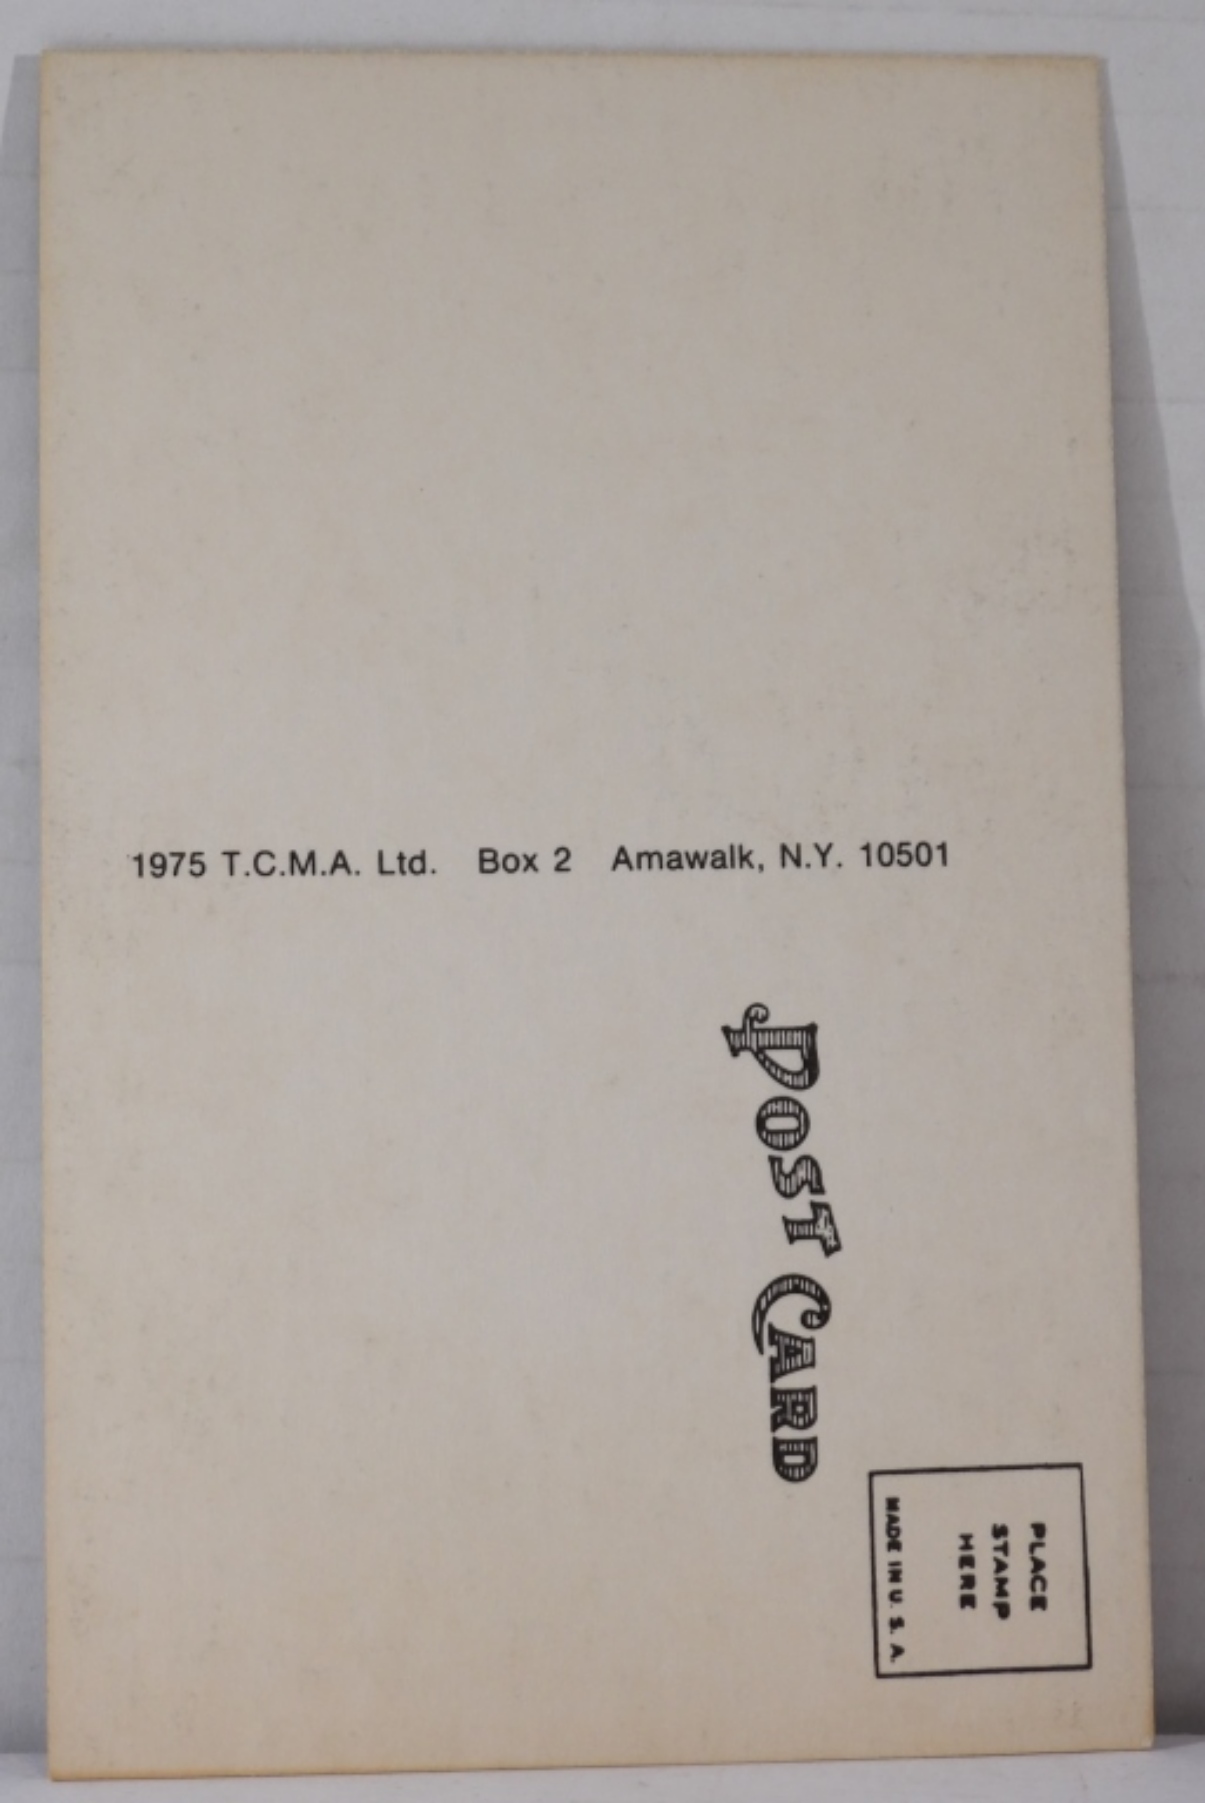 1975 T.C.M.A. Ltd. Box 2 Amawalk, N.Y. 10501
POST CARD
PLACE
STAMP
HERE
MADE IN U. S. A.